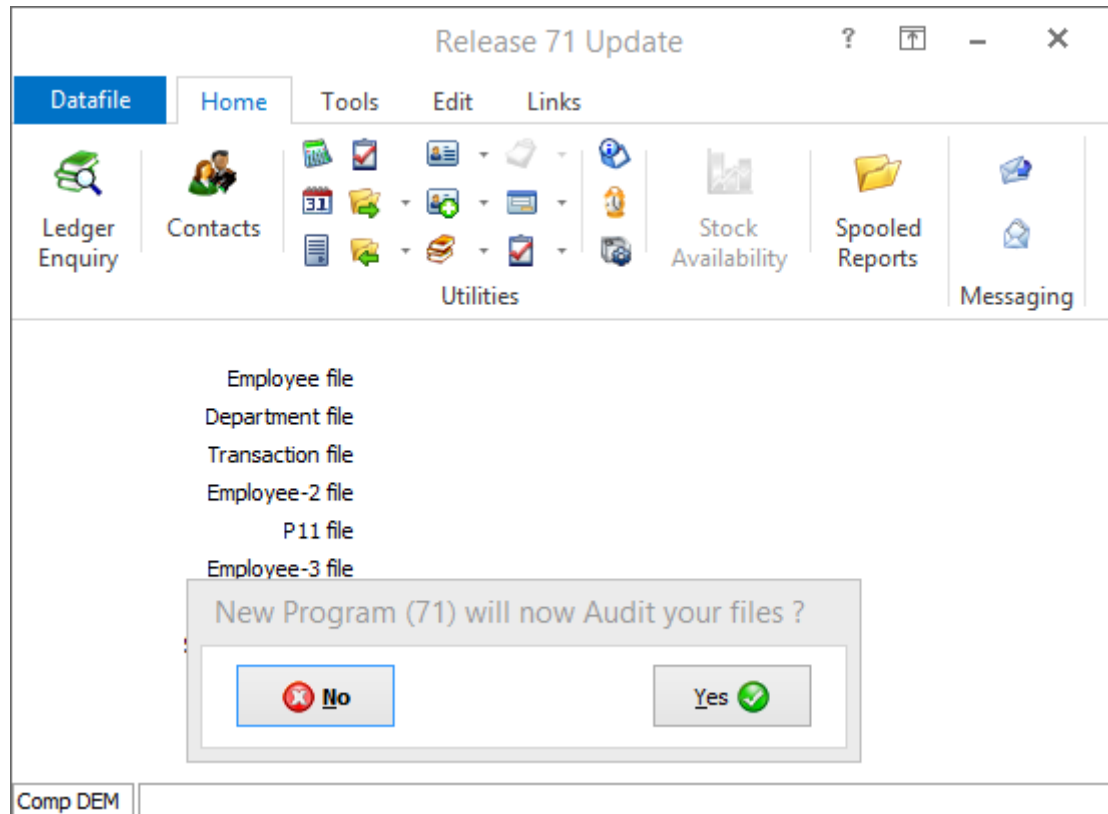 Release 71 Update
?
Datafile Home Tools Edit Links
31
Ledger Enquiry
Contacts
Stock Availability
Spooled Reports
Utilities
Messaging
Employee file
Department file
Transaction file
Employee-2 file
P11 file
Employee-3 file
New Program (71) will now Audit your files ?
No Yes
Comp DEM